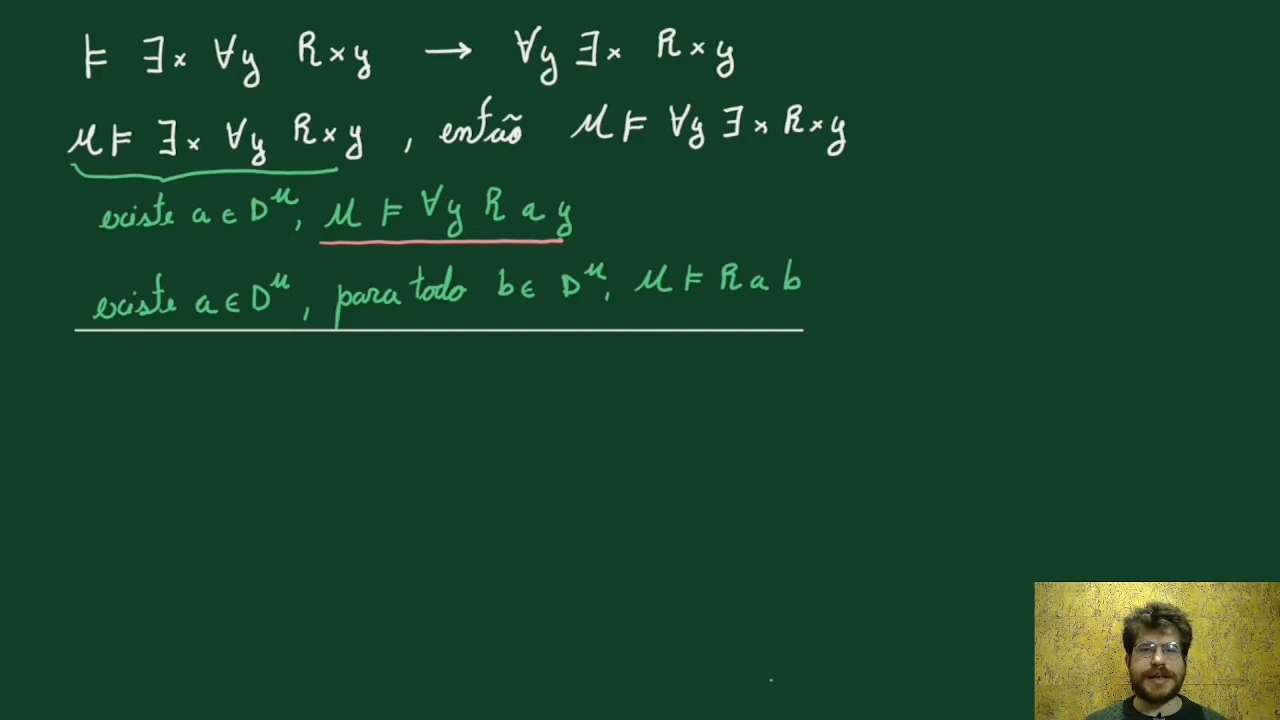 ⊨ ∃x ∀y Rxy → ∀y ∃x Rxy
𝓜 ⊨ ∃x ∀y Rxy , então 𝓜 ⊨ ∀y ∃x Rxy
existe a ∈ D^𝓜, 𝓜 ⊨ ∀y R a y
existe a ∈ D^𝓜, para todo b ∈ D^𝓜, 𝓜 ⊨ R a b